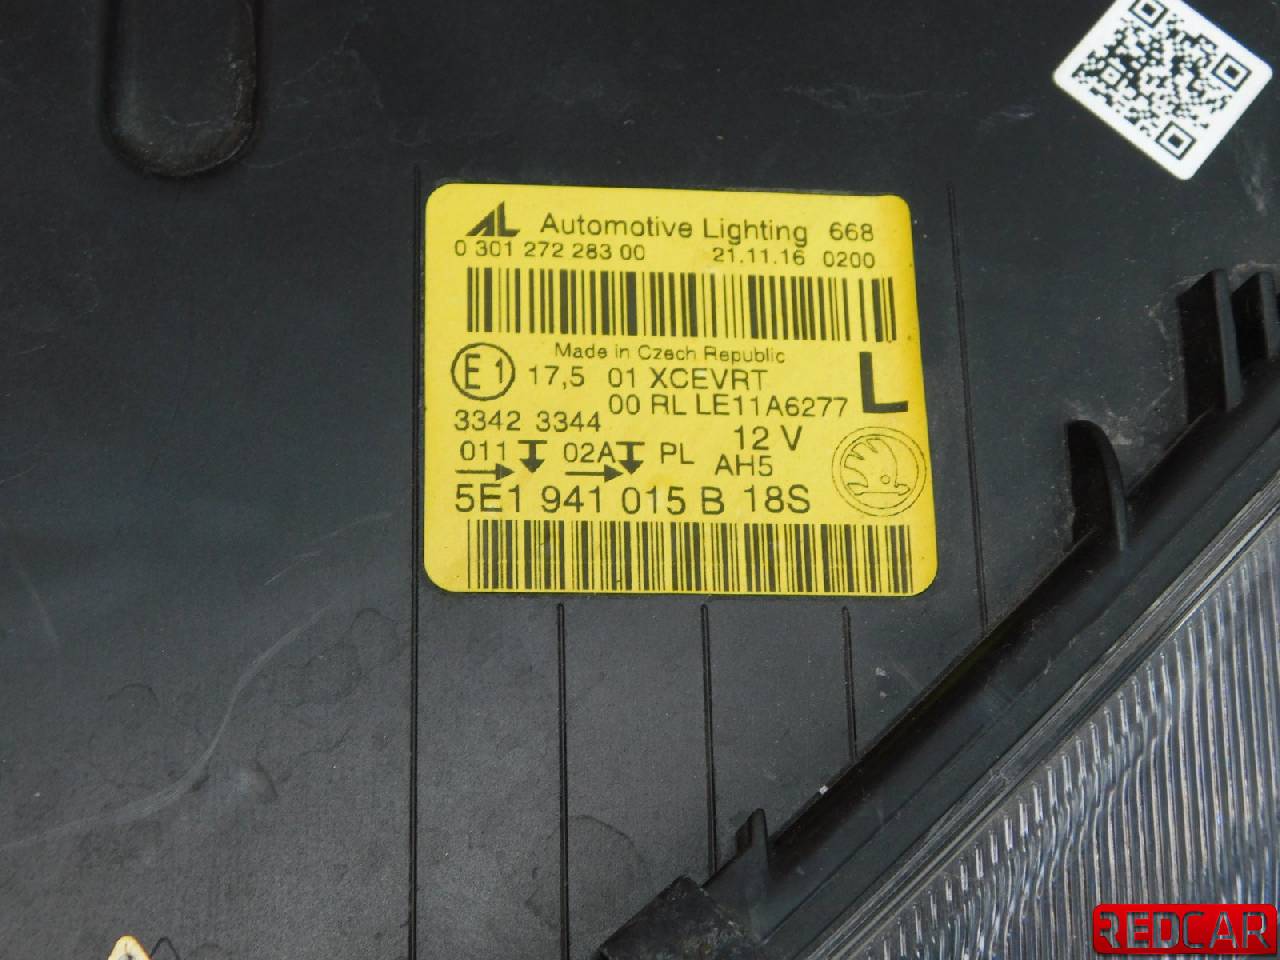 AL Automotive Lighting 668
0 301 272 283 00 21.11.16 0200
Made in Czech Republic
E1 17,5 01 XCEVRT L
00 RL LE11A6277
3342 3344 12 V
011 02A PL AH5
5E1 941 015 B 18S
REDCAR